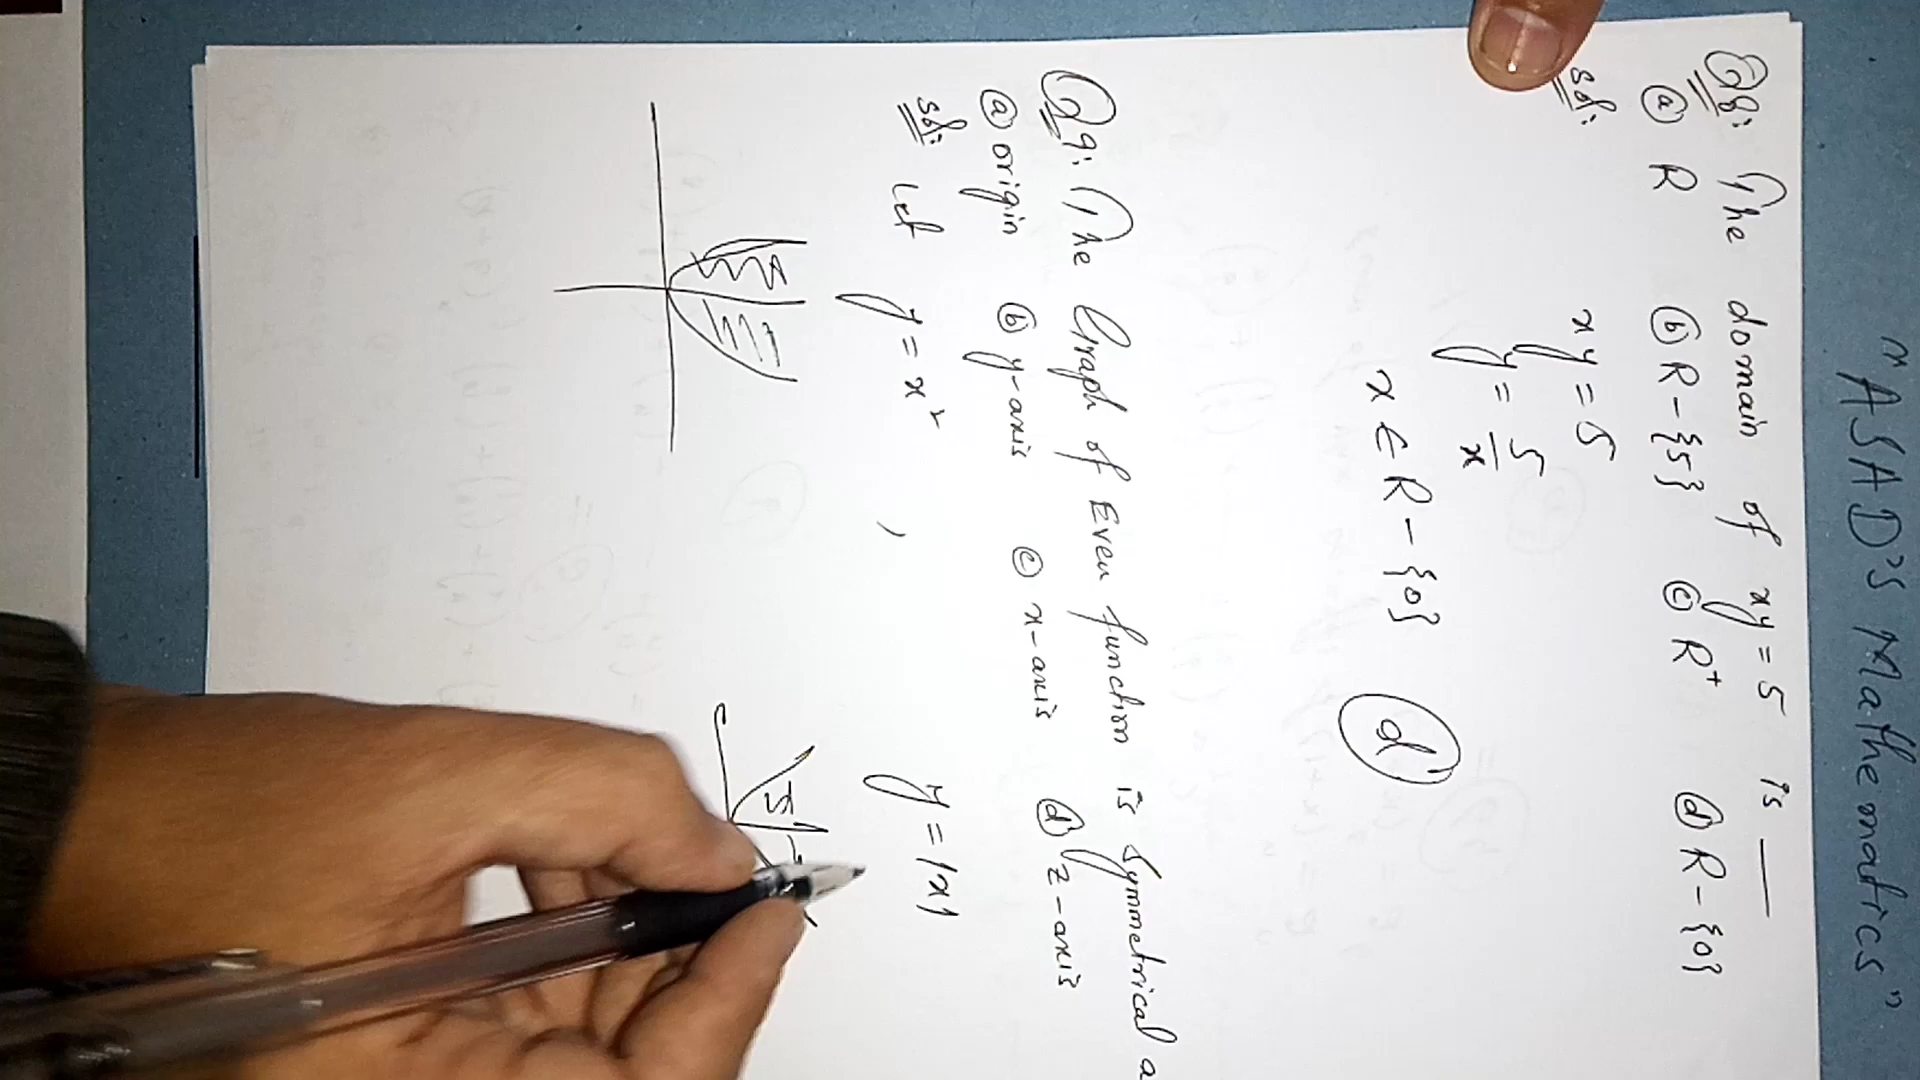 "ASAD's Mathematics"
Q8: The domain of xy = 5 is ___
ⓐ R ⓑ R-{5} ⓒ R⁺ ⓓ R-{0}
Sol:
xy = 5
y = 5/x
x ∈ R-{0} ⓓ
Q9: The Graph of Even function is symmetrical a
ⓐ origin ⓑ y-axis ⓒ x-axis ⓓ z-axis
Sol: Let y = x² , y = |x|